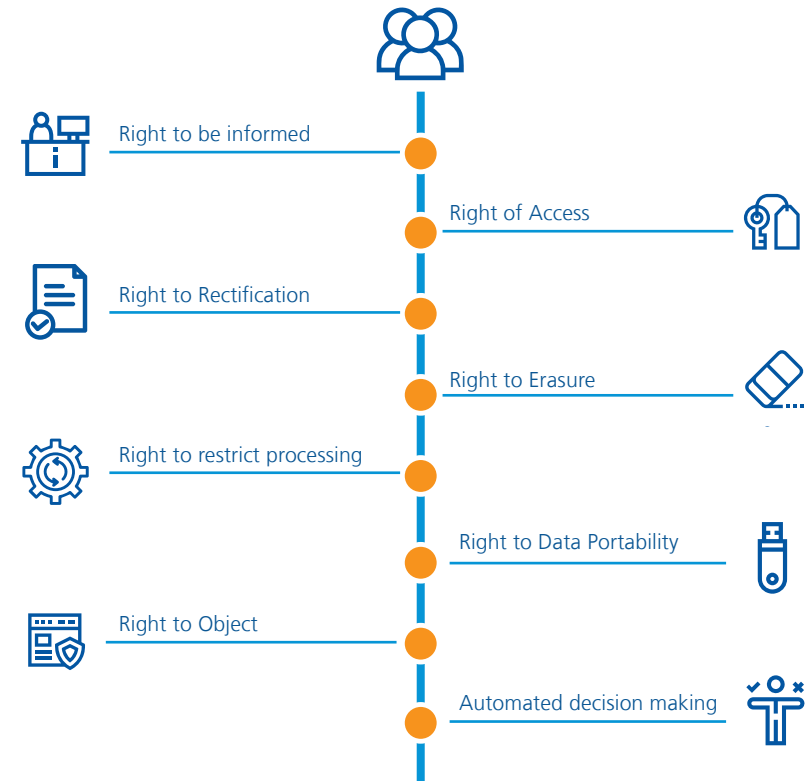 Right to be informed
Right of Access
Right to Rectification
Right to Erasure
Right to restrict processing
Right to Data Portability
Right to Object
Automated decision making